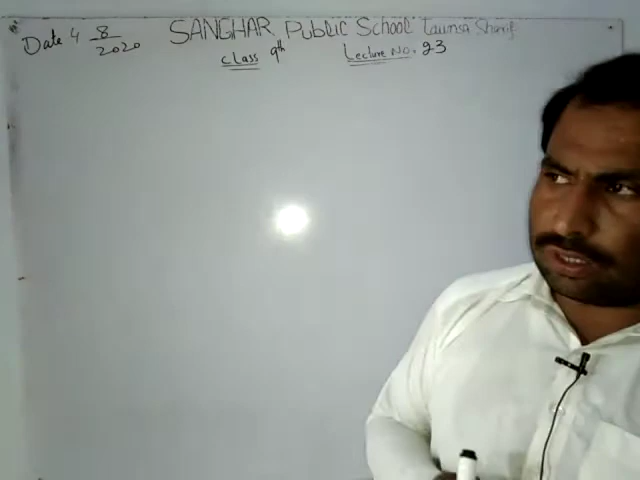 SANGHAR Public School Taunsa Sharif
Date 4 8/2020
Class 9th Lecture No. 23